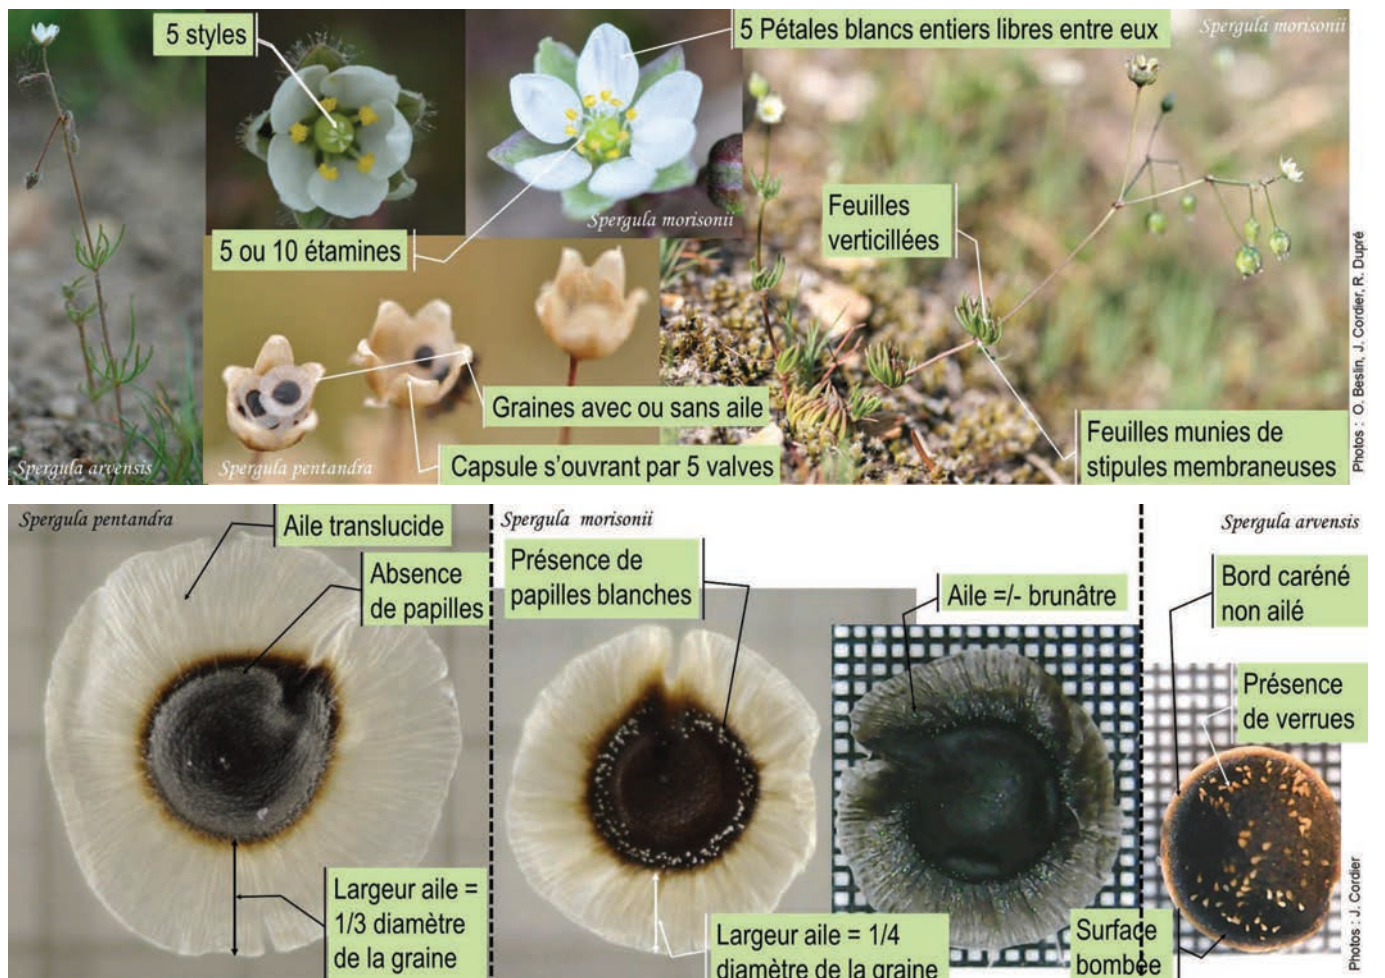 5 styles
5 Pétales blancs entiers libres entre eux
Spergula morisonii
Spergula morisonii
5 ou 10 étamines
Feuilles
verticillées
Graines avec ou sans aile
Capsule s'ouvrant par 5 valves
Feuilles munies de
stipules membraneuses
Spergula arvensis
Spergula pentandra
Photos : O. Beslin, J. Cordier, R. Dupré
Spergula pentandra
Aile translucide
Absence
de papilles
Largeur aile =
1/3 diamètre
de la graine
Spergula morisonii
Présence de
papilles blanches
Aile =/- brunâtre
Largeur aile = 1/4
diamètre de la graine
Spergula arvensis
Bord caréné
non ailé
Présence
de verrues
Surface
bombée
Photos : J. Cordier